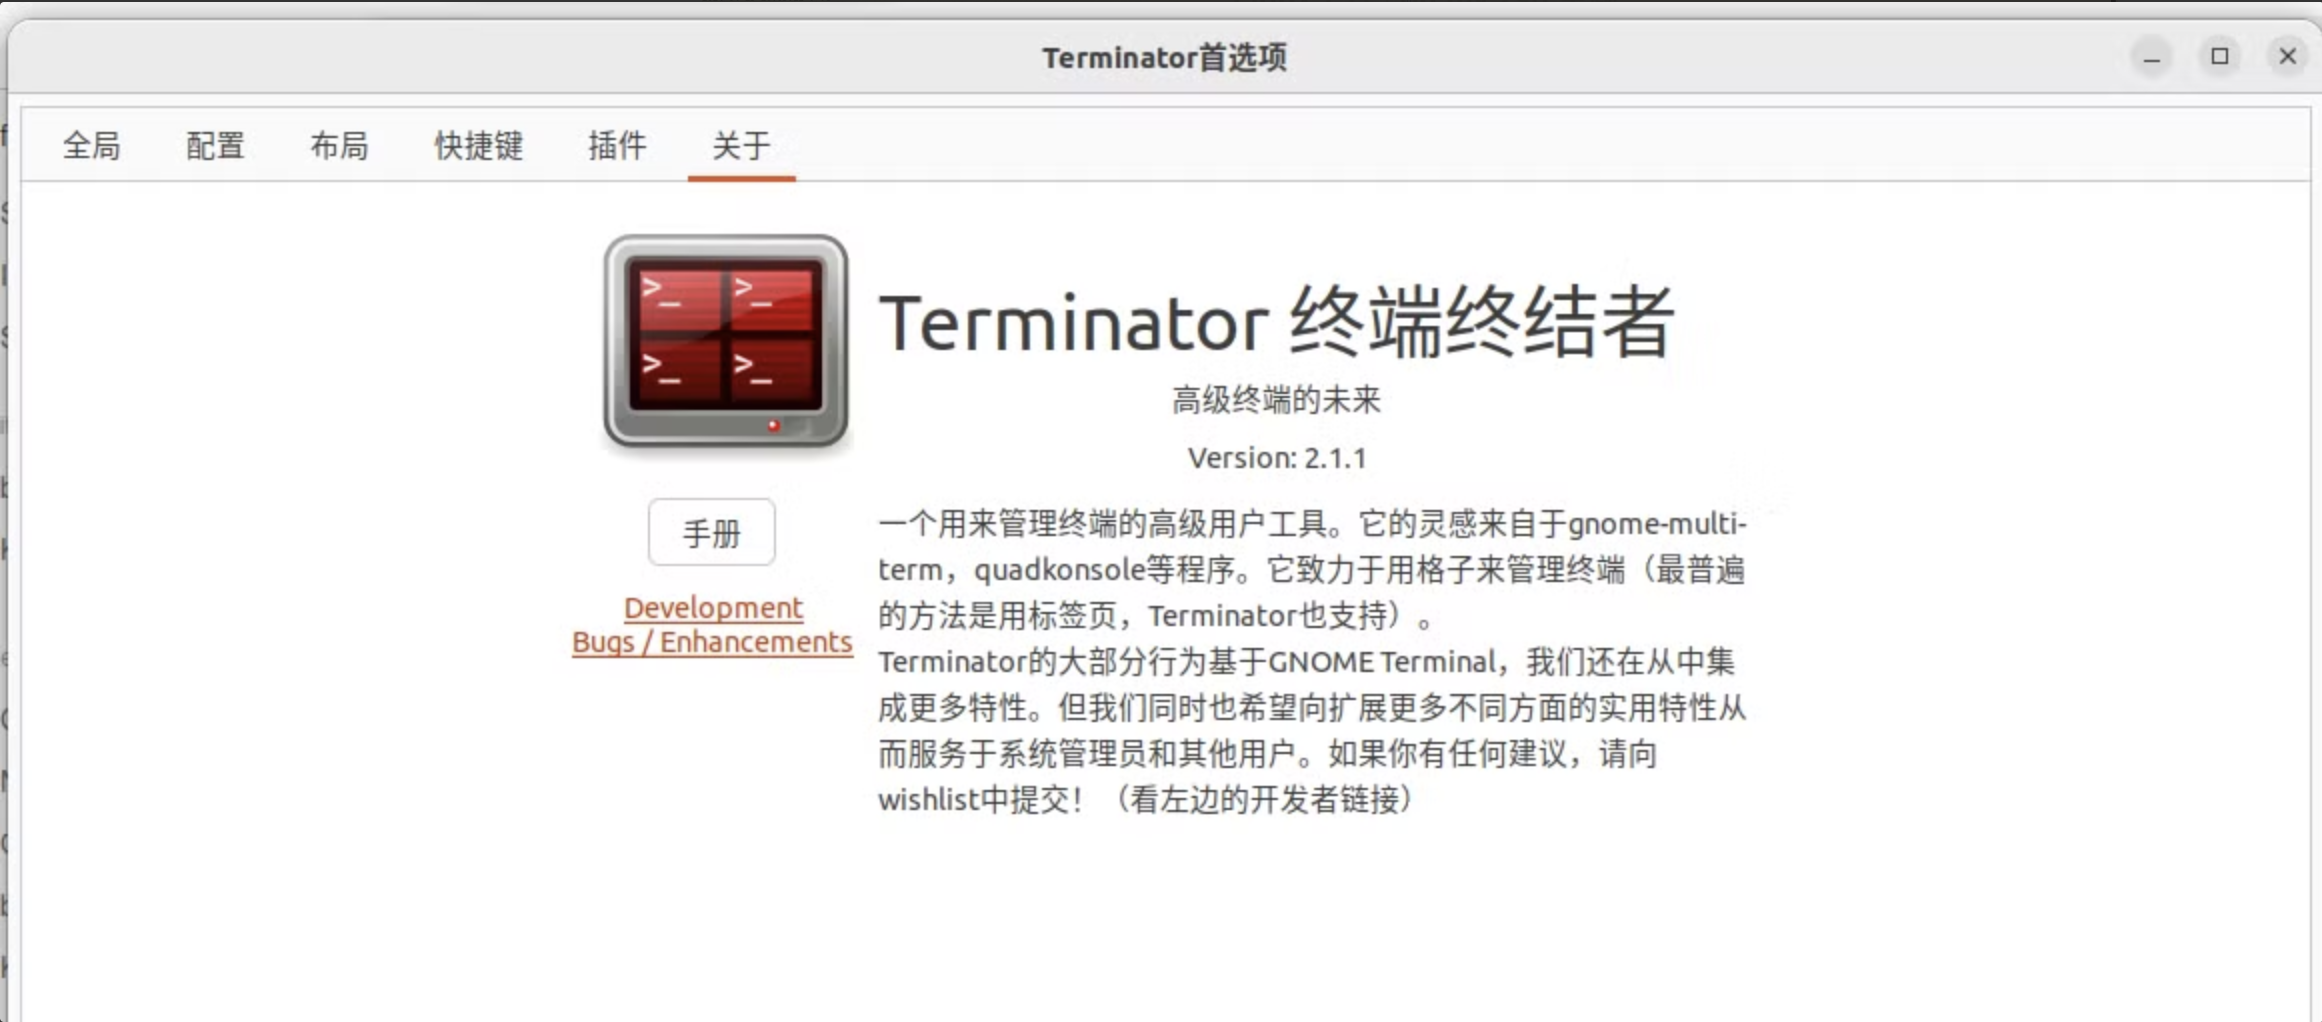 Terminator首选项
全局 配置 布局 快捷键 插件 关于
>_ >_
>_ >_
Terminator 终端终结者
高级终端的未来
Version: 2.1.1
手册
Development
Bugs / Enhancements
一个用来管理终端的高级用户工具。它的灵感来自于gnome-multi-
term，quadkonsole等程序。它致力于用格子来管理终端（最普遍
的方法是用标签页，Terminator也支持）。
Terminator的大部分行为基于GNOME Terminal，我们还在从中集
成更多特性。但我们同时也希望向扩展更多不同方面的实用特性从
而服务于系统管理员和其他用户。如果你有任何建议，请向
wishlist中提交！（看左边的开发者链接）